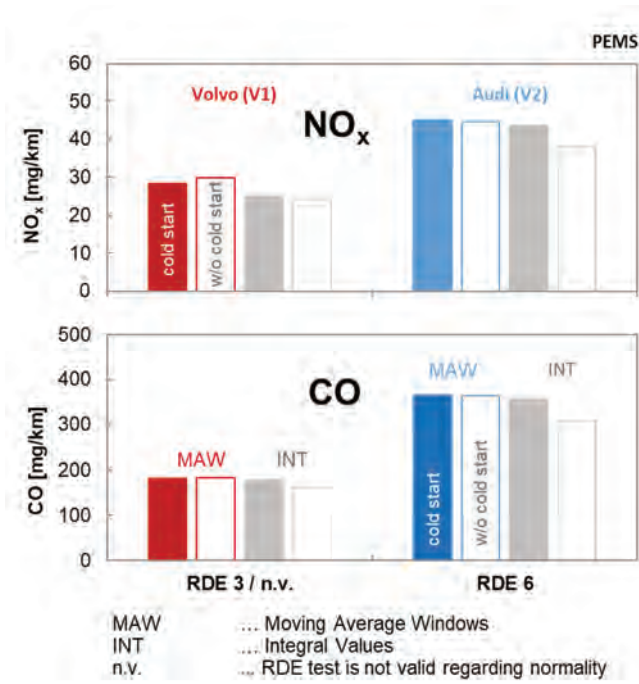 PEMS
60
50
40
30
20
10
0
NOx [mg/km]
Volvo (V1)
Audi (V2)
NOx
cold start
w/o cold start
500
400
300
200
100
0
CO [mg/km]
MAW
INT
CO
MAW
INT
cold start
w/o cold start
RDE 3 / n.v.
RDE 6
MAW ... Moving Average Windows
INT ... Integral Values
n.v. ... RDE test is not valid regarding normality